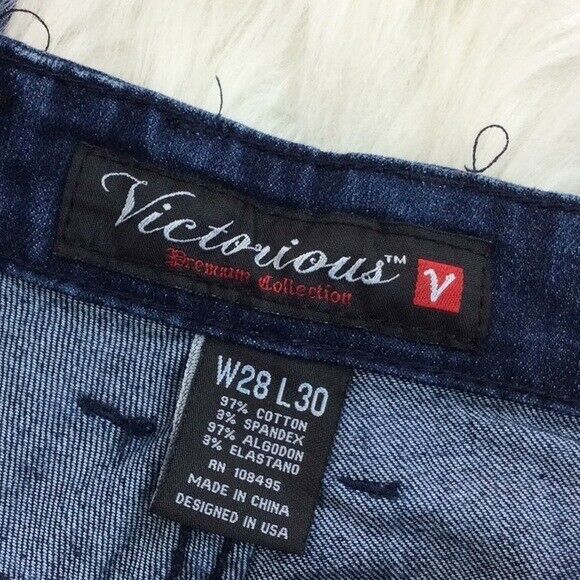 Victorious™ V
Premium Collection
W28 L30
97% COTTON
3% SPANDEX
97% ALGODON
3% ELASTANO
RN 108495
MADE IN CHINA
DESIGNED IN USA